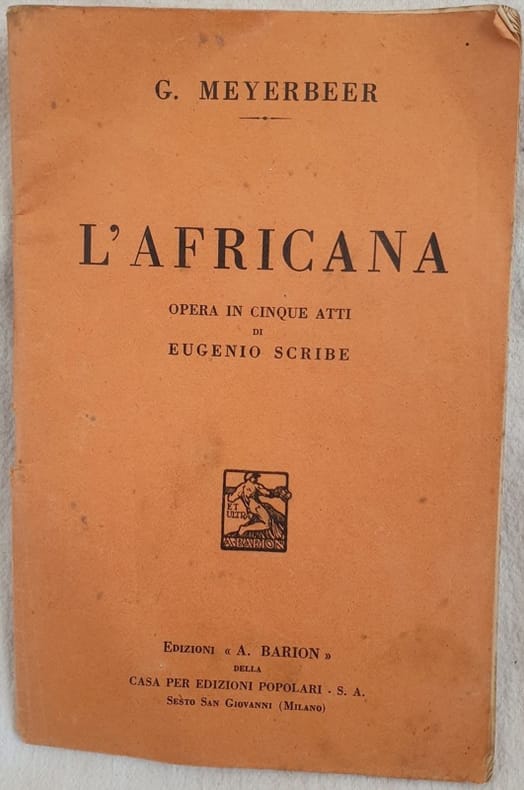 G. MEYERBEER
L'AFRICANA
OPERA IN CINQUE ATTI
DI
EUGENIO SCRIBE
ET
ULTRA
A·BARION
EDIZIONI « A. BARION »
DELLA
CASA PER EDIZIONI POPOLARI - S. A.
SESTO SAN GIOVANNI (MILANO)